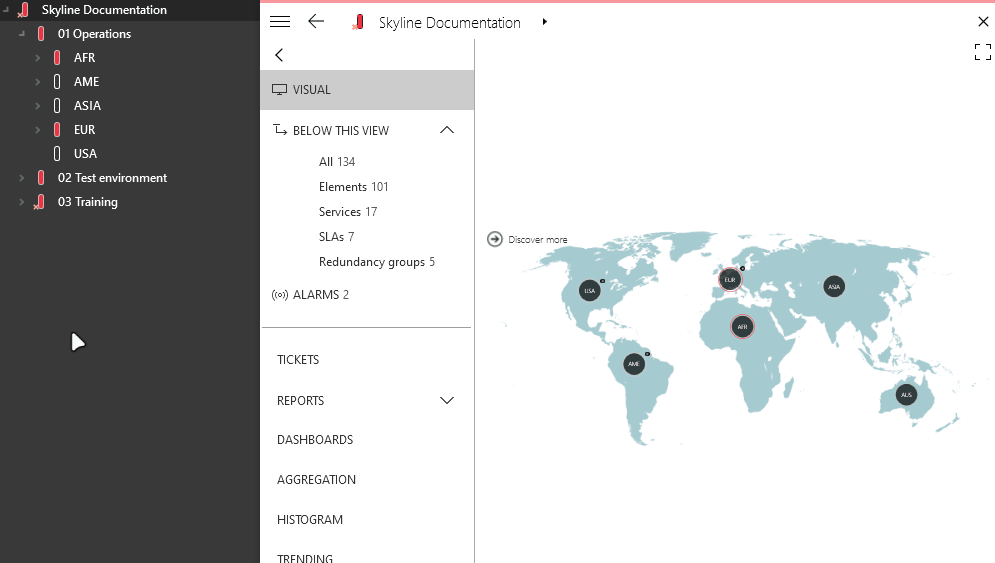 Skyline Documentation
01 Operations
AFR
AME
ASIA
EUR
USA
02 Test environment
03 Training
Skyline Documentation
VISUAL
BELOW THIS VIEW
All 134
Elements 101
Services 17
SLAs 7
Redundancy groups 5
ALARMS 2
TICKETS
REPORTS
DASHBOARDS
AGGREGATION
HISTOGRAM
TRENDING
Discover more
USA
EUR
ASIA
AFR
AME
AUS